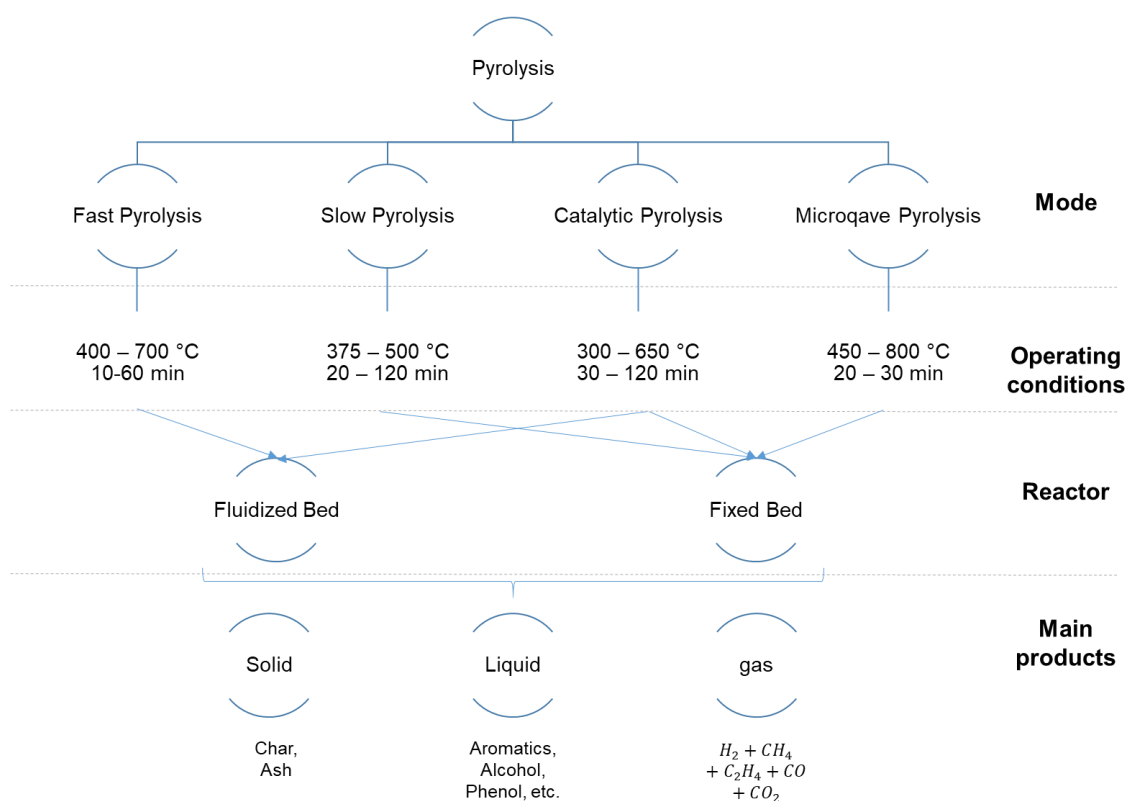 Pyrolysis
Fast Pyrolysis
Slow Pyrolysis
Catalytic Pyrolysis
Microqave Pyrolysis
Mode
400 – 700 °C
10-60 min
375 – 500 °C
20 – 120 min
300 – 650 °C
30 – 120 min
450 – 800 °C
20 – 30 min
Operating
conditions
Fluidized Bed
Fixed Bed
Reactor
Solid
Liquid
gas
Main
products
Char,
Ash
Aromatics,
Alcohol,
Phenol, etc.
H₂ + CH₄
+ C₂H₄ + CO
+ CO₂